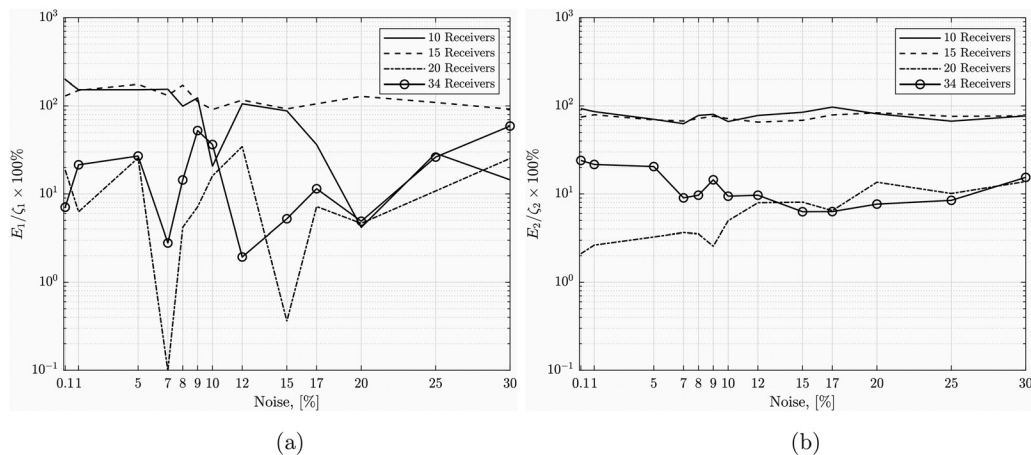 10³
10²
10¹
10⁰
10⁻¹
E₁/ζ₁ × 100%
10 Receivers
15 Receivers
20 Receivers
34 Receivers
0.1 1 5 7 8 9 10 12 15 17 20 25 30
Noise, [%]
(a)
10³
10²
10¹
10⁰
10⁻¹
E₂/ζ₂ × 100%
10 Receivers
15 Receivers
20 Receivers
34 Receivers
0.1 1 5 7 8 9 10 12 15 17 20 25 30
Noise, [%]
(b)